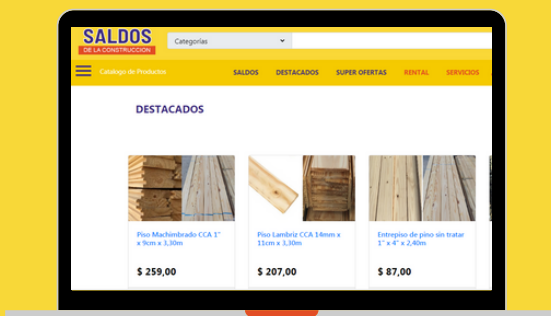 SALDOS
DE LA CONSTRUCCION
Categorías
Catalogo de Productos
SALDOS DESTACADOS SUPER OFERTAS RENTAL SERVICIOS
DESTACADOS
Piso Machimbrado CCA 1"
x 9cm x 3,30m
$ 259,00
Piso Lambriz CCA 14mm x
11cm x 3,30m
$ 207,00
Entrepiso de pino sin tratar
1" x 4" x 2,40m
$ 87,00